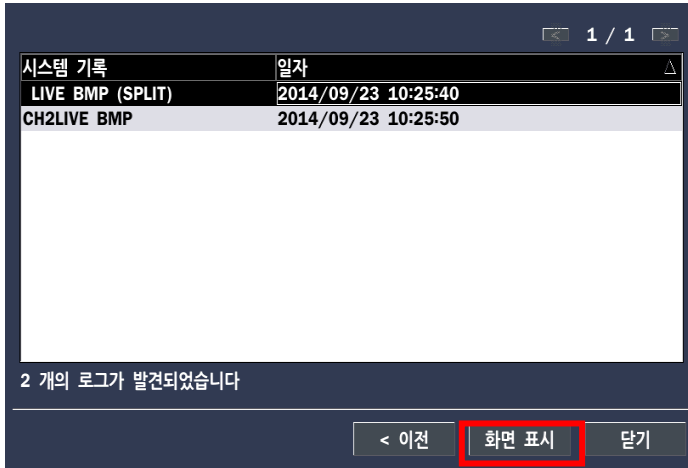 < 1 / 1 >
시스템 기록 일자 △
LIVE BMP (SPLIT) 2014/09/23 10:25:40
CH2LIVE BMP 2014/09/23 10:25:50
2 개의 로그가 발견되었습니다
< 이전 화면 표시 닫기